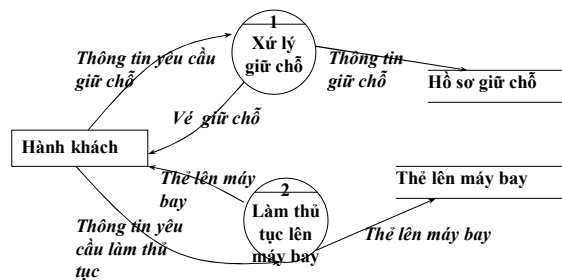 1
Xử lý
giữ chỗ
Thông tin yêu cầu
giữ chỗ
Thông tin
giữ chỗ
Hồ sơ giữ chỗ
Vé giữ chỗ
Hành khách
Thẻ lên máy
bay
Thẻ lên máy bay
2
Làm thủ
tục lên
máy bay
Thông tin yêu
cầu làm thủ
tục
Thẻ lên máy bay